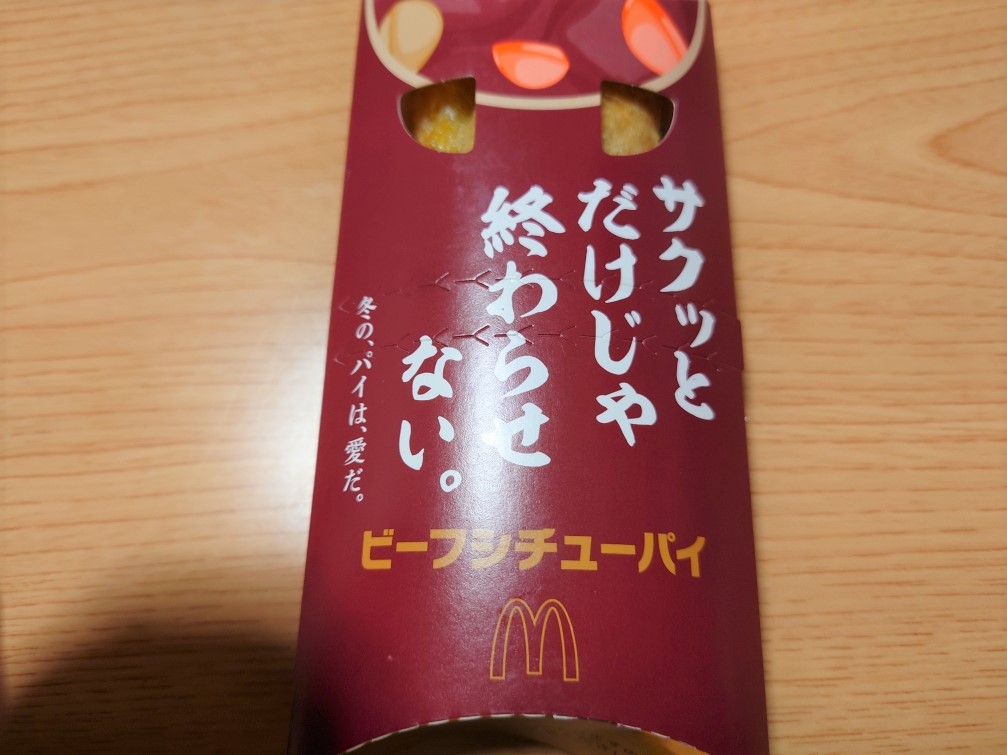 サクッと
だけじゃ
終わらせ
ない。
冬の、パイは、愛だ。
ビーフシチューパイ